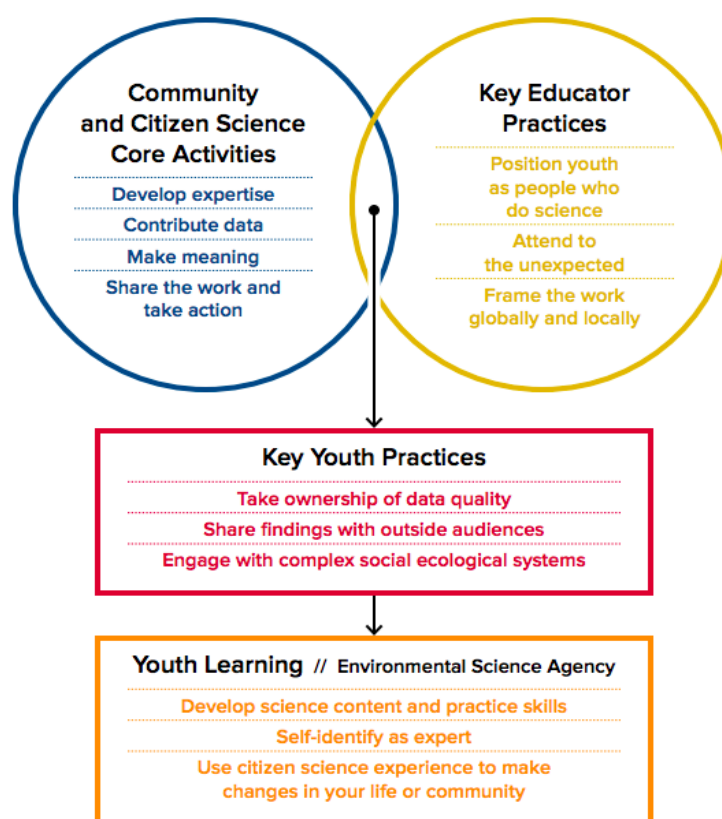 Community
and Citizen Science
Core Activities
Develop expertise
Contribute data
Make meaning
Share the work and
take action
Key Educator
Practices
Position youth
as people who
do science
Attend to
the unexpected
Frame the work
globally and locally
Key Youth Practices
Take ownership of data quality
Share findings with outside audiences
Engage with complex social ecological systems
Youth Learning // Environmental Science Agency
Develop science content and practice skills
Self-identify as expert
Use citizen science experience to make
changes in your life or community